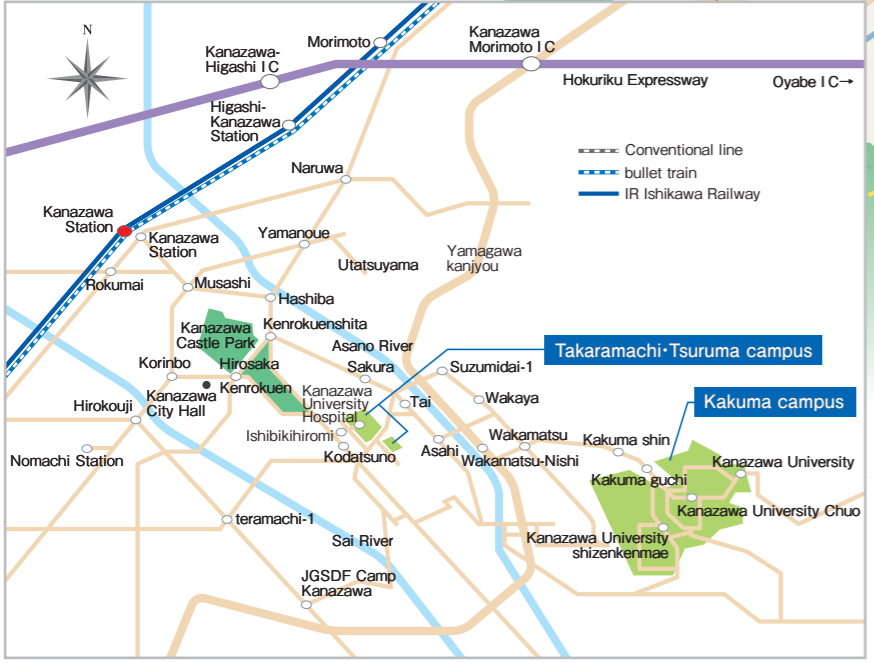 N
Morimoto
Kanazawa
Morimoto I C
Kanazawa-
Higashi I C
Hokuriku Expressway
Oyabe I C→
Higashi-
Kanazawa
Station
Conventional line
bullet train
IR Ishikawa Railway
Naruwa
Kanazawa
Station
Kanazawa
Station
Yamanoue
Yamagawa
kanjyou
Utatsuyama
Rokumai
Musashi
Hashiba
Kanazawa
Castle Park
Kenrokuenshita
Asano River
Takaramachi・Tsuruma campus
Korinbo
Hirosaka
Sakura
Suzumidai-1
Kenrokuen
Kanazawa
University
Hospital
Kanazawa
City Hall
Tai
Wakaya
Kakuma campus
Hirokouji
Ishibikihiromi
Kodatsuno
Asahi
Wakamatsu
Wakamatsu-Nishi
Kakuma shin
Nomachi Station
Kanazawa University
Kakuma guchi
Kanazawa University Chuo
teramachi-1
Sai River
Kanazawa University
shizenkenmae
JGSDF Camp
Kanazawa